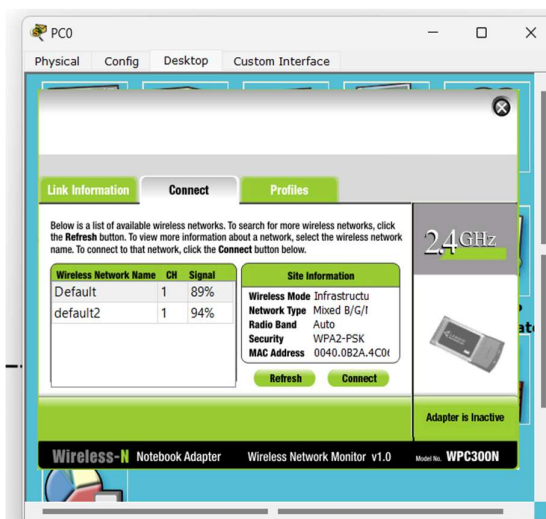 PC0
Physical Config Desktop Custom Interface
Link Information Connect Profiles
Below is a list of available wireless networks. To search for more wireless networks, click
the Refresh button. To view more information about a network, select the wireless network
name. To connect to that network, click the Connect button below.
2.4GHz
Wireless Network Name CH Signal
Default 1 89%
default2 1 94%
Site Information
Wireless Mode Infrastructu
Network Type Mixed B/G/
Radio Band Auto
Security WPA2-PSK
MAC Address 0040.0B2A.4C0
Refresh Connect
Adapter is Inactive
Wireless-N Notebook Adapter Wireless Network Monitor v1.0 Model No. WPC300N